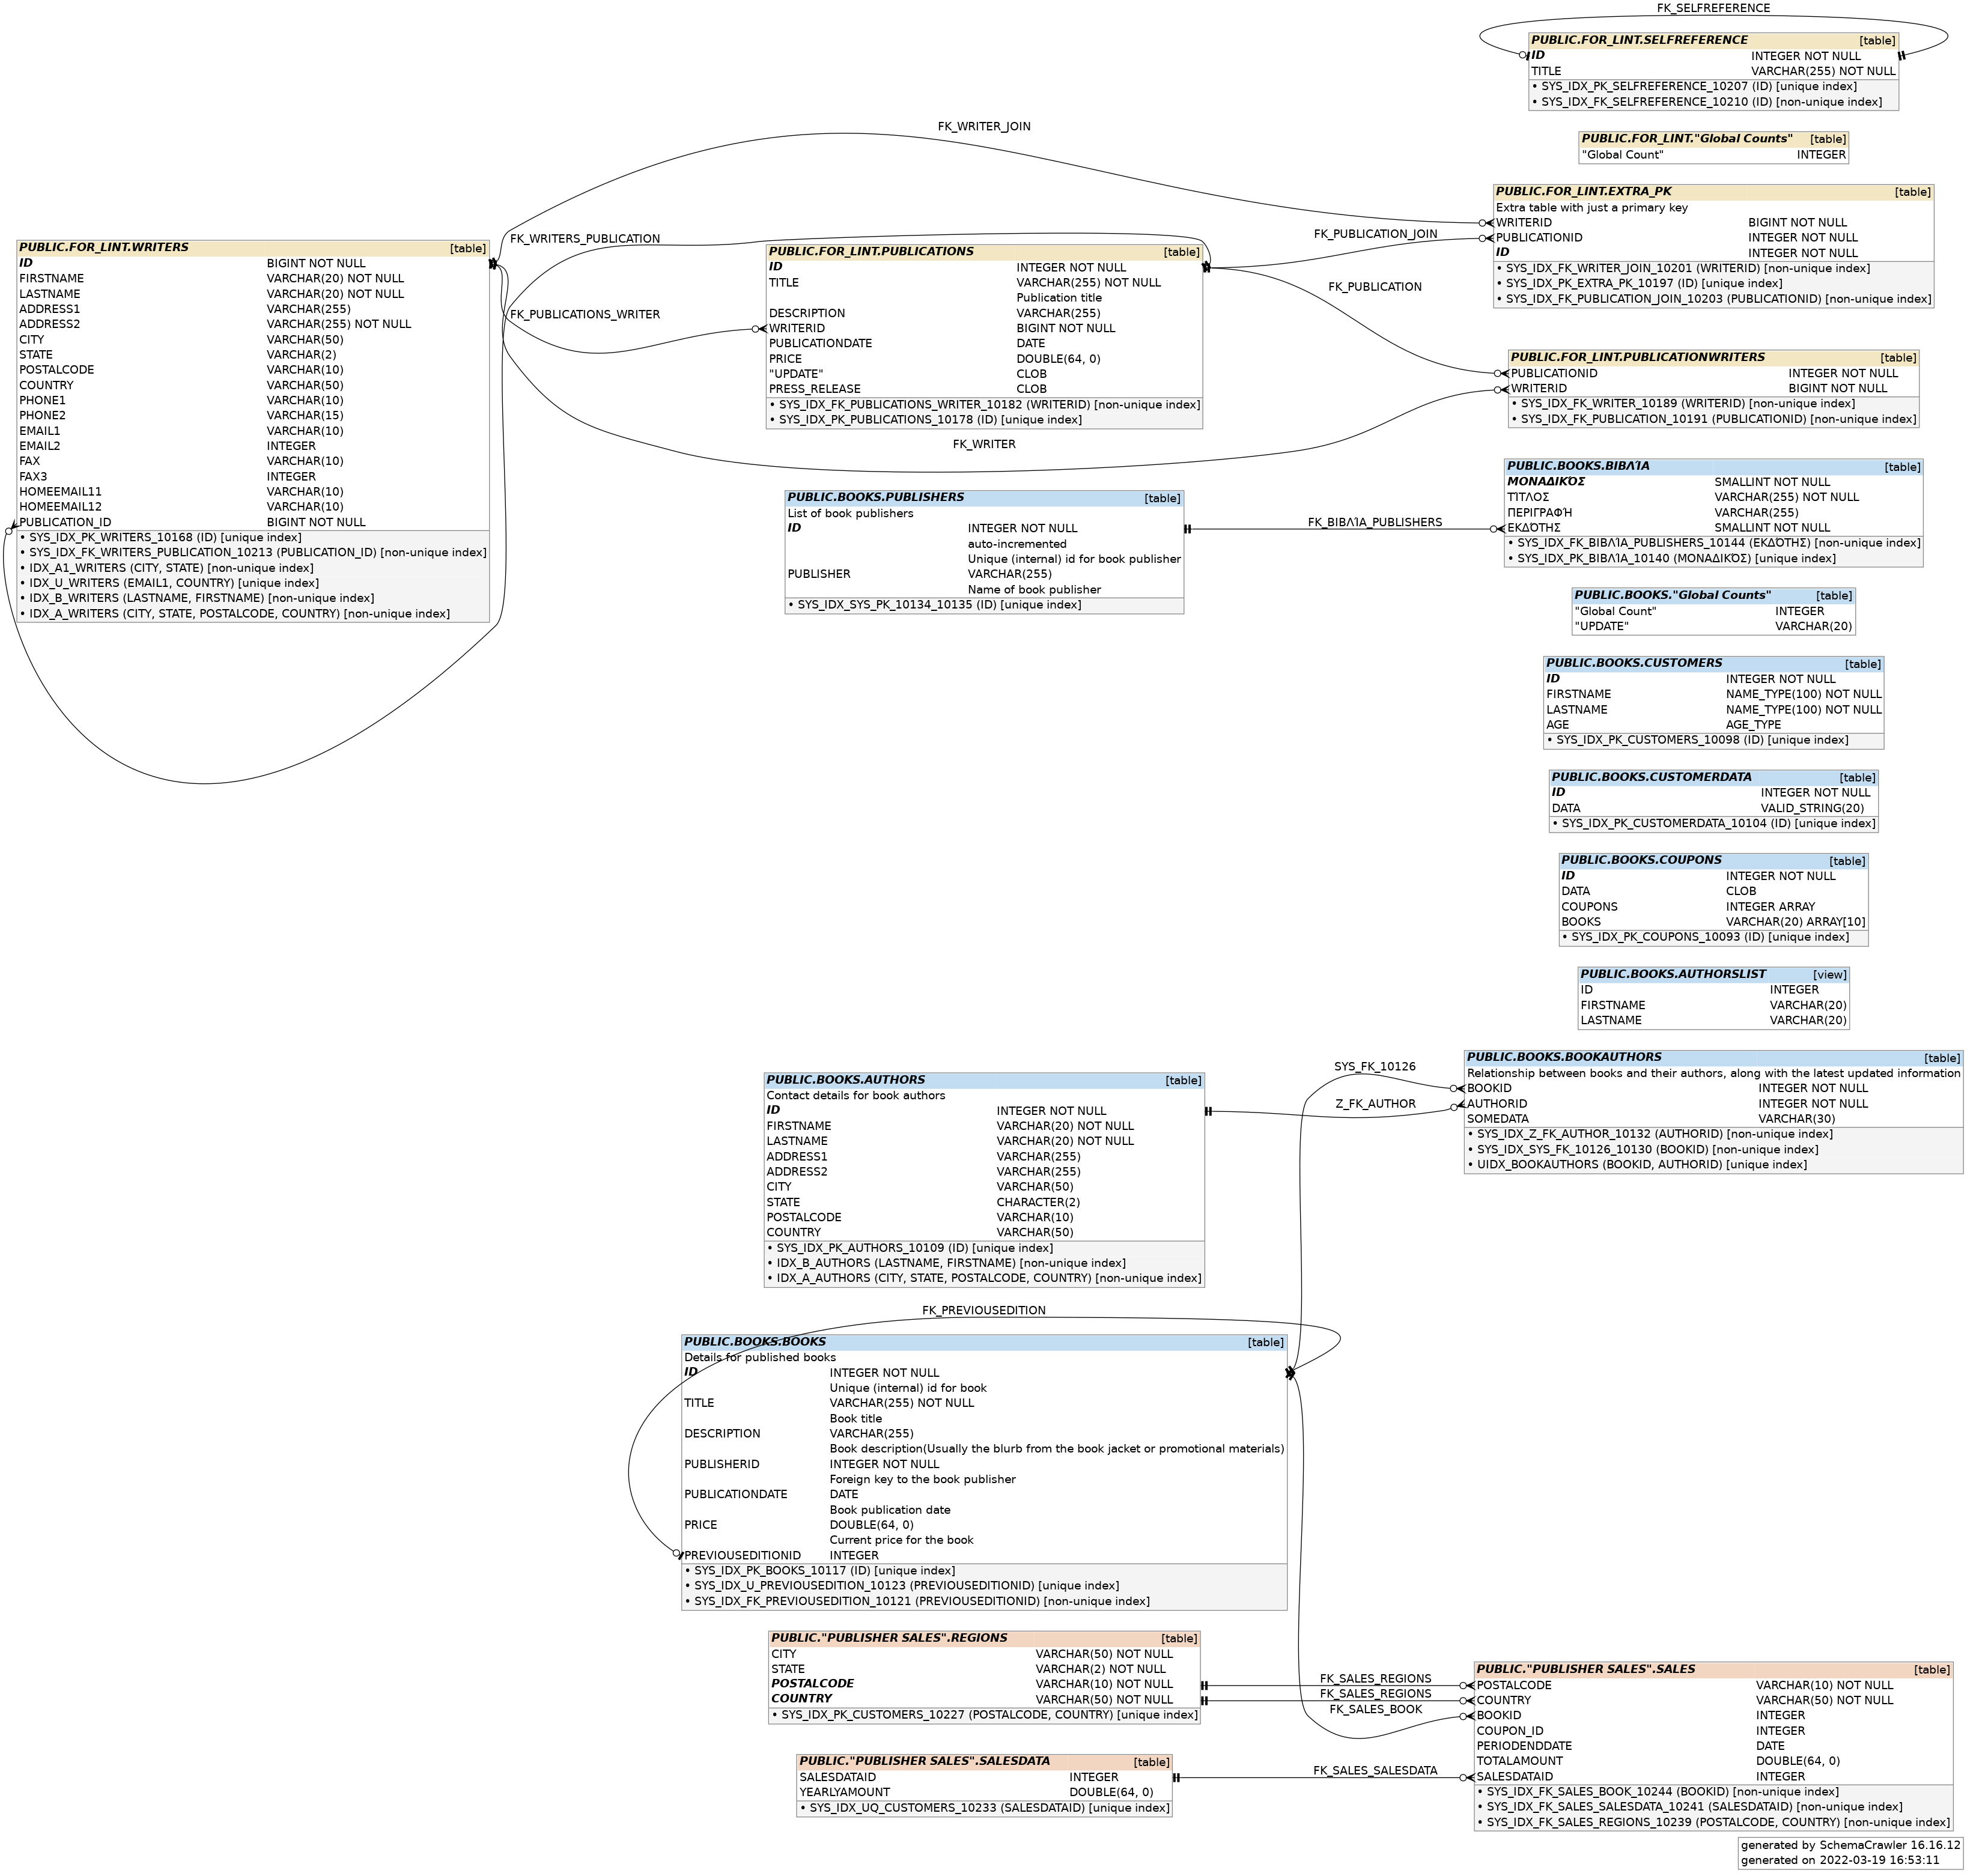 FK_SELFREFERENCE
PUBLIC.FOR_LINT.SELFREFERENCE [table]
ID INTEGER NOT NULL
TITLE VARCHAR(255) NOT NULL
• SYS_IDX_PK_SELFREFERENCE_10207 (ID) [unique index]
• SYS_IDX_FK_SELFREFERENCE_10210 (ID) [non-unique index]
FK_WRITER_JOIN
PUBLIC.FOR_LINT."Global Counts" [table]
"Global Count" INTEGER
PUBLIC.FOR_LINT.EXTRA_PK [table]
Extra table with just a primary key
WRITERID BIGINT NOT NULL
PUBLICATIONID INTEGER NOT NULL
ID INTEGER NOT NULL
• SYS_IDX_FK_WRITER_JOIN_10201 (WRITERID) [non-unique index]
• SYS_IDX_PK_EXTRA_PK_10197 (ID) [unique index]
• SYS_IDX_FK_PUBLICATION_JOIN_10203 (PUBLICATIONID) [non-unique index]
PUBLIC.FOR_LINT.WRITERS [table]
ID BIGINT NOT NULL
FIRSTNAME VARCHAR(20) NOT NULL
LASTNAME VARCHAR(20) NOT NULL
ADDRESS1 VARCHAR(255)
ADDRESS2 VARCHAR(255) NOT NULL
CITY VARCHAR(50)
STATE VARCHAR(2)
POSTALCODE VARCHAR(10)
COUNTRY VARCHAR(50)
PHONE1 VARCHAR(10)
PHONE2 VARCHAR(15)
EMAIL1 VARCHAR(10)
EMAIL2 INTEGER
FAX VARCHAR(10)
FAX3 INTEGER
HOMEEMAIL11 VARCHAR(10)
HOMEEMAIL12 VARCHAR(10)
PUBLICATION_ID BIGINT NOT NULL
• SYS_IDX_PK_WRITERS_10168 (ID) [unique index]
• SYS_IDX_FK_WRITERS_PUBLICATION_10213 (PUBLICATION_ID) [non-unique index]
• IDX_A1_WRITERS (CITY, STATE) [non-unique index]
• IDX_U_WRITERS (EMAIL1, COUNTRY) [unique index]
• IDX_B_WRITERS (LASTNAME, FIRSTNAME) [non-unique index]
• IDX_A_WRITERS (CITY, STATE, POSTALCODE, COUNTRY) [non-unique index]
FK_WRITERS_PUBLICATION
FK_PUBLICATIONS_WRITER
PUBLIC.FOR_LINT.PUBLICATIONS [table]
ID INTEGER NOT NULL
TITLE VARCHAR(255) NOT NULL
Publication title
DESCRIPTION VARCHAR(255)
WRITERID BIGINT NOT NULL
PUBLICATIONDATE DATE
PRICE DOUBLE(64, 0)
"UPDATE" CLOB
PRESS_RELEASE CLOB
• SYS_IDX_FK_PUBLICATIONS_WRITER_10182 (WRITERID) [non-unique index]
• SYS_IDX_PK_PUBLICATIONS_10178 (ID) [unique index]
FK_PUBLICATION_JOIN
FK_PUBLICATION
FK_WRITER
PUBLIC.FOR_LINT.PUBLICATIONWRITERS [table]
PUBLICATIONID INTEGER NOT NULL
WRITERID BIGINT NOT NULL
• SYS_IDX_FK_WRITER_10189 (WRITERID) [non-unique index]
• SYS_IDX_FK_PUBLICATION_10191 (PUBLICATIONID) [non-unique index]
PUBLIC.BOOKS.PUBLISHERS [table]
List of book publishers
ID INTEGER NOT NULL
auto-incremented
Unique (internal) id for book publisher
PUBLISHER VARCHAR(255)
Name of book publisher
• SYS_IDX_SYS_PK_10134_10135 (ID) [unique index]
FK_ΒΙΒΛΊΑ_PUBLISHERS
PUBLIC.BOOKS.ΒΙΒΛΊΑ [table]
ΜΟΝΑΔΙΚΌΣ SMALLINT NOT NULL
ΤΊΤΛΟΣ VARCHAR(255) NOT NULL
ΠΕΡΙΓΡΑΦΉ VARCHAR(255)
ΕΚΔΌΤΗΣ SMALLINT NOT NULL
• SYS_IDX_FK_ΒΙΒΛΊΑ_PUBLISHERS_10144 (ΕΚΔΌΤΗΣ) [non-unique index]
• SYS_IDX_PK_ΒΙΒΛΊΑ_10140 (ΜΟΝΑΔΙΚΌΣ) [unique index]
PUBLIC.BOOKS."Global Counts" [table]
"Global Count" INTEGER
"UPDATE" VARCHAR(20)
PUBLIC.BOOKS.CUSTOMERS [table]
ID INTEGER NOT NULL
FIRSTNAME NAME_TYPE(100) NOT NULL
LASTNAME NAME_TYPE(100) NOT NULL
AGE AGE_TYPE
• SYS_IDX_PK_CUSTOMERS_10098 (ID) [unique index]
PUBLIC.BOOKS.CUSTOMERDATA [table]
ID INTEGER NOT NULL
DATA VALID_STRING(20)
• SYS_IDX_PK_CUSTOMERDATA_10104 (ID) [unique index]
PUBLIC.BOOKS.COUPONS [table]
ID INTEGER NOT NULL
DATA CLOB
COUPONS INTEGER ARRAY
BOOKS VARCHAR(20) ARRAY[10]
• SYS_IDX_PK_COUPONS_10093 (ID) [unique index]
PUBLIC.BOOKS.AUTHORSLIST [view]
ID INTEGER
FIRSTNAME VARCHAR(20)
LASTNAME VARCHAR(20)
PUBLIC.BOOKS.AUTHORS [table]
Contact details for book authors
ID INTEGER NOT NULL
FIRSTNAME VARCHAR(20) NOT NULL
LASTNAME VARCHAR(20) NOT NULL
ADDRESS1 VARCHAR(255)
ADDRESS2 VARCHAR(255)
CITY VARCHAR(50)
STATE CHARACTER(2)
POSTALCODE VARCHAR(10)
COUNTRY VARCHAR(50)
• SYS_IDX_PK_AUTHORS_10109 (ID) [unique index]
• IDX_B_AUTHORS (LASTNAME, FIRSTNAME) [non-unique index]
• IDX_A_AUTHORS (CITY, STATE, POSTALCODE, COUNTRY) [non-unique index]
SYS_FK_10126
Z_FK_AUTHOR
PUBLIC.BOOKS.BOOKAUTHORS [table]
Relationship between books and their authors, along with the latest updated information
BOOKID INTEGER NOT NULL
AUTHORID INTEGER NOT NULL
SOMEDATA VARCHAR(30)
• SYS_IDX_Z_FK_AUTHOR_10132 (AUTHORID) [non-unique index]
• SYS_IDX_SYS_FK_10126_10130 (BOOKID) [non-unique index]
• UIDX_BOOKAUTHORS (BOOKID, AUTHORID) [unique index]
FK_PREVIOUSEDITION
PUBLIC.BOOKS.BOOKS [table]
Details for published books
ID INTEGER NOT NULL
Unique (internal) id for book
TITLE VARCHAR(255) NOT NULL
Book title
DESCRIPTION VARCHAR(255)
Book description(Usually the blurb from the book jacket or promotional materials)
PUBLISHERID INTEGER NOT NULL
Foreign key to the book publisher
PUBLICATIONDATE DATE
Book publication date
PRICE DOUBLE(64, 0)
Current price for the book
PREVIOUSEDITIONID INTEGER
• SYS_IDX_PK_BOOKS_10117 (ID) [unique index]
• SYS_IDX_U_PREVIOUSEDITION_10123 (PREVIOUSEDITIONID) [unique index]
• SYS_IDX_FK_PREVIOUSEDITION_10121 (PREVIOUSEDITIONID) [non-unique index]
PUBLIC."PUBLISHER SALES".REGIONS [table]
CITY VARCHAR(50) NOT NULL
STATE VARCHAR(2) NOT NULL
POSTALCODE VARCHAR(10) NOT NULL
COUNTRY VARCHAR(50) NOT NULL
• SYS_IDX_PK_CUSTOMERS_10227 (POSTALCODE, COUNTRY) [unique index]
FK_SALES_REGIONS
FK_SALES_REGIONS
FK_SALES_BOOK
PUBLIC."PUBLISHER SALES".SALES [table]
POSTALCODE VARCHAR(10) NOT NULL
COUNTRY VARCHAR(50) NOT NULL
BOOKID INTEGER
COUPON_ID INTEGER
PERIODENDDATE DATE
TOTALAMOUNT DOUBLE(64, 0)
SALESDATAID INTEGER
• SYS_IDX_FK_SALES_BOOK_10244 (BOOKID) [non-unique index]
• SYS_IDX_FK_SALES_SALESDATA_10241 (SALESDATAID) [non-unique index]
• SYS_IDX_FK_SALES_REGIONS_10239 (POSTALCODE, COUNTRY) [non-unique index]
PUBLIC."PUBLISHER SALES".SALESDATA [table]
SALESDATAID INTEGER
YEARLYAMOUNT DOUBLE(64, 0)
• SYS_IDX_UQ_CUSTOMERS_10233 (SALESDATAID) [unique index]
FK_SALES_SALESDATA
generated by SchemaCrawler 16.16.12
generated on 2022-03-19 16:53:11